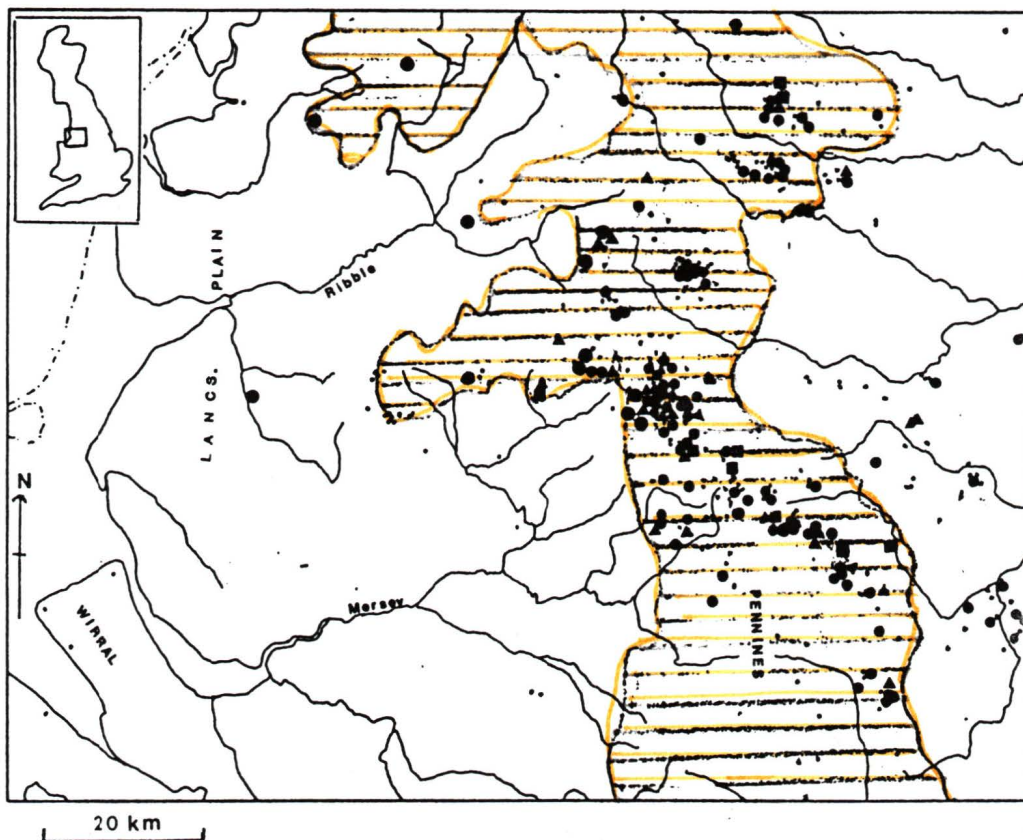 PLAIN
LANCS.
Ribble
N
Mersey
WIRRAL
PENNINES
20 km